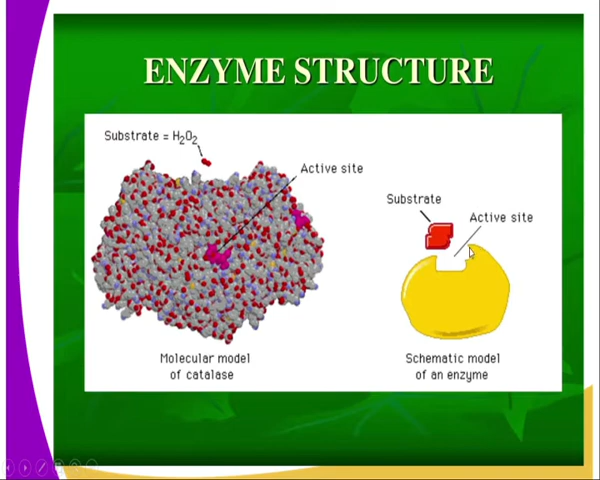 ENZYME STRUCTURE
Substrate = H₂O₂
Active site
Substrate
Active site
Molecular model
of catalase
Schematic model
of an enzyme